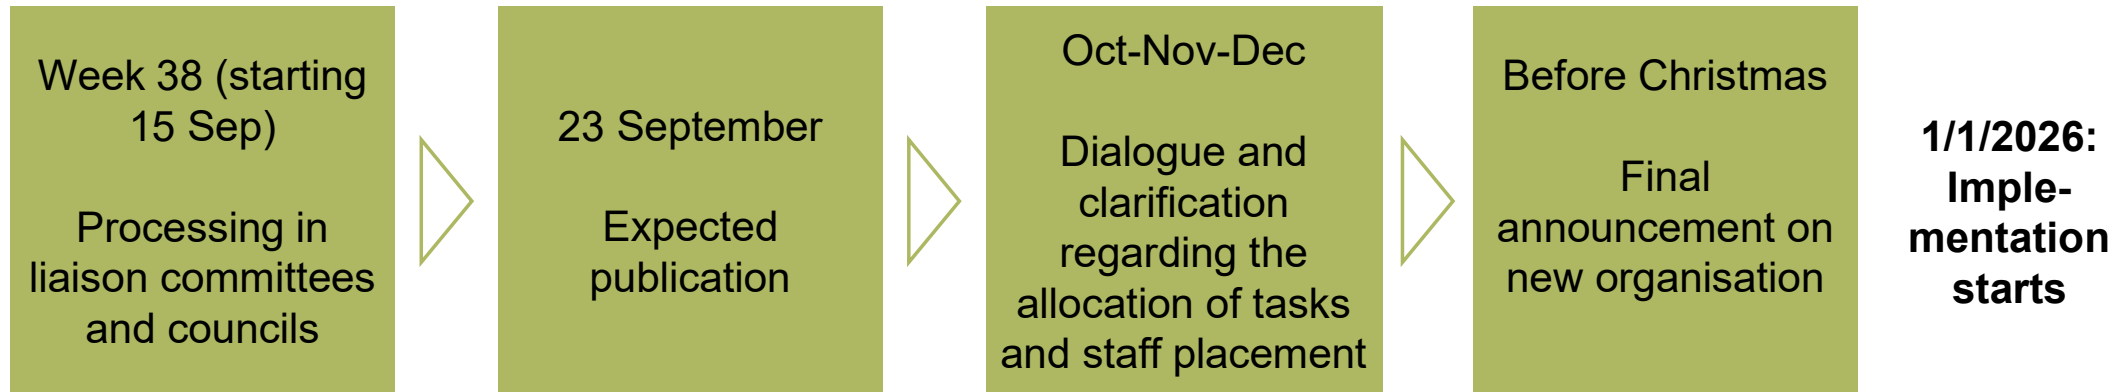 Week 38 (starting
15 Sep)
Processing in
liaison committees
and councils
23 September
Expected
publication
Oct-Nov-Dec
Dialogue and
clarification
regarding the
allocation of tasks
and staff placement
Before Christmas
Final
announcement on
new organisation
1/1/2026:
Imple-
mentation
starts